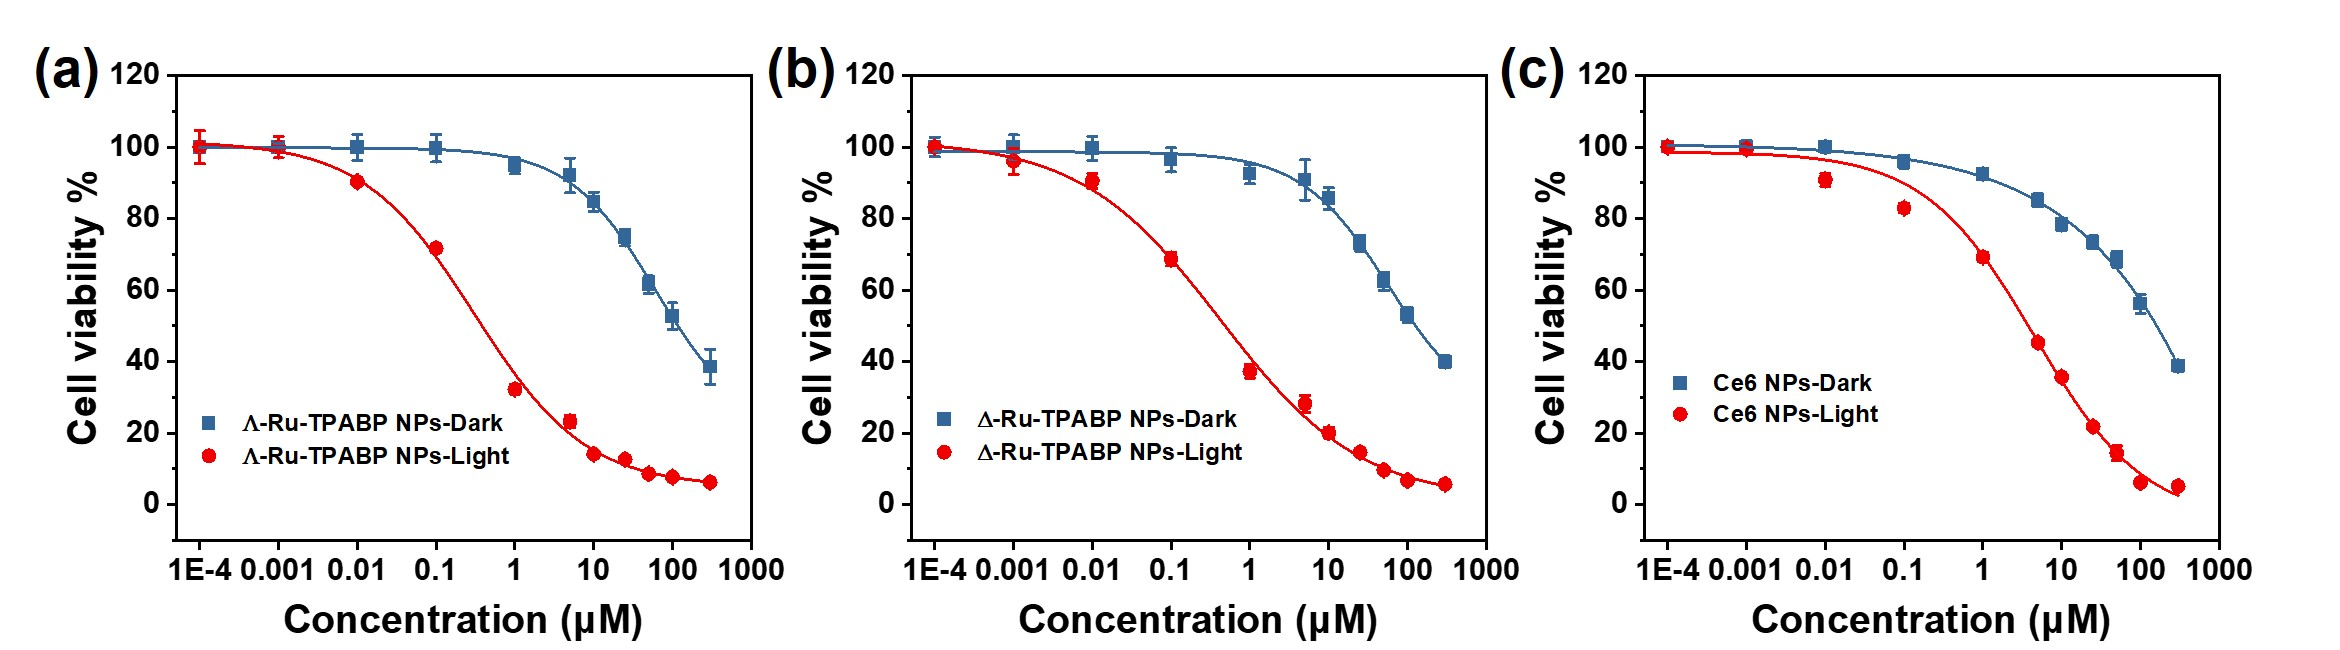 (a)
120
100
80
60
40
20
0
Cell viability %
Λ-Ru-TPABP NPs-Dark
Λ-Ru-TPABP NPs-Light
1E-4 0.001 0.01 0.1 1 10 100 1000
Concentration (μM)
(b)
120
100
80
60
40
20
0
Cell viability %
Δ-Ru-TPABP NPs-Dark
Δ-Ru-TPABP NPs-Light
1E-4 0.001 0.01 0.1 1 10 100 1000
Concentration (μM)
(c)
120
100
80
60
40
20
0
Cell viability %
Ce6 NPs-Dark
Ce6 NPs-Light
1E-4 0.001 0.01 0.1 1 10 100 1000
Concentration (μM)